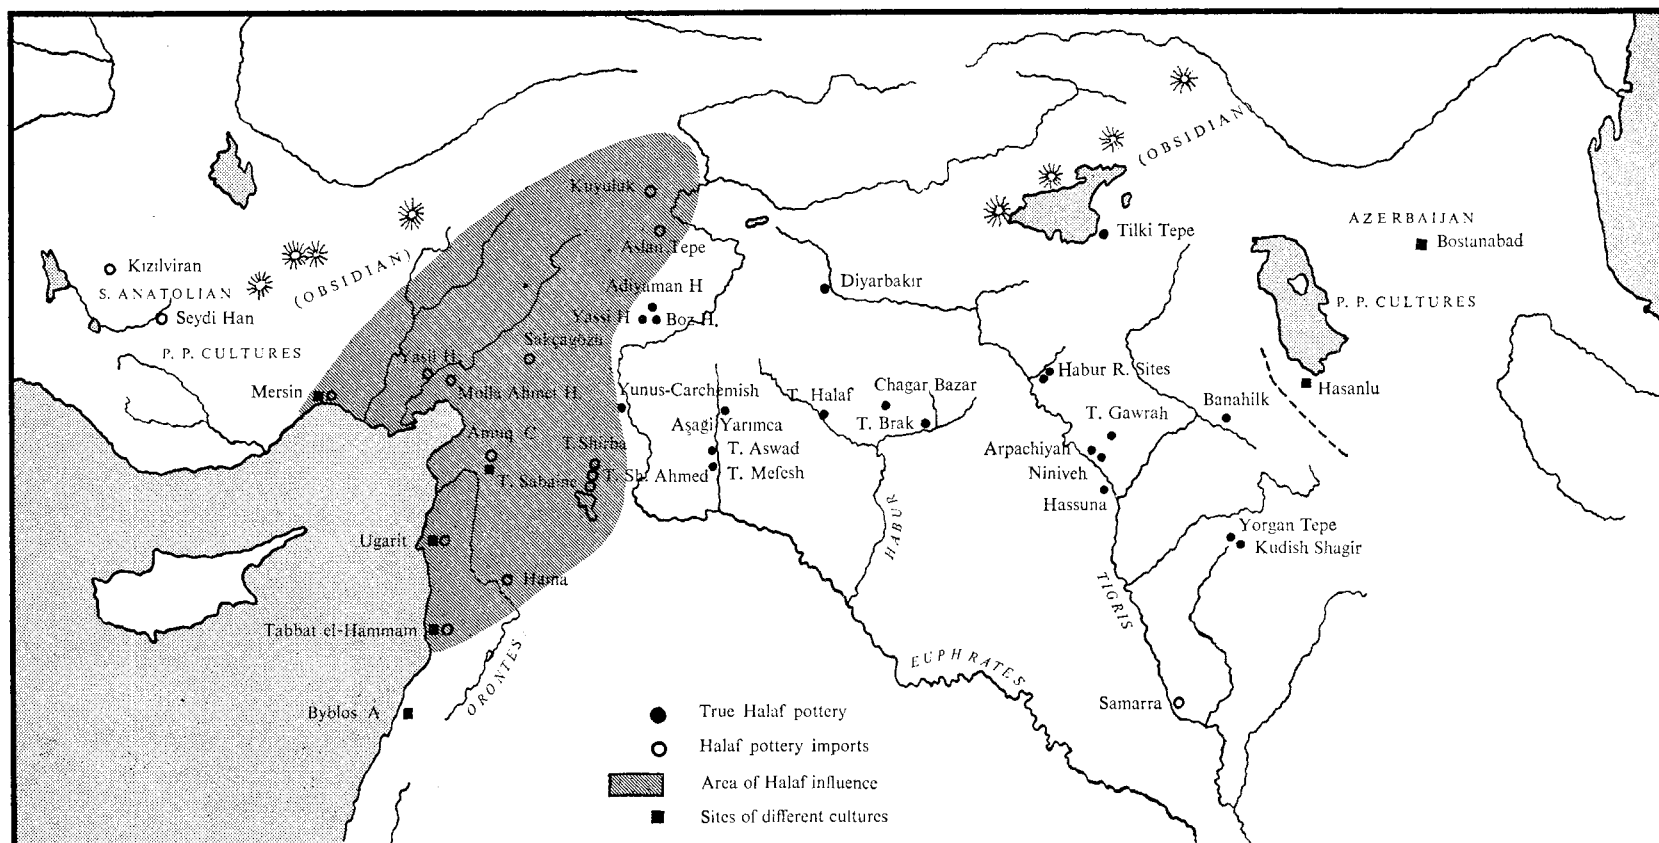 (OBSIDIAN)
Kuyuluk
AZERBAIJAN
Tilki Tepe
Bostanabad
Aslan Tepe
Kızılviran
(OBSIDIAN)
S. ANATOLIAN
Adiyaman H
Diyarbakır
P. P. CULTURES
Seydi Han
Yassi H
Boz H.
Sakçagözü
P. P. CULTURES
Yasil H.
Habur R. Sites
Mersin
Molla Ahmet H.
Yunus-Carchemish
T. Halaf
Chagar Bazar
Hasanlu
Banahilk
T. Gawrah
Aşagi Yarımca
T. Brak
Amuq C
T. Shirba
T. Aswad
Arpachiyah
T. Sabaine
T. Sh. Ahmed
T. Mefesh
Niniveh
Hassuna
HABUR
Yorgan Tepe
Ugarit
Kudish Shagir
Hama
TIGRIS
Tabbat el-Hammam
ORONTES
EUPHRATES
Samarra
Byblos A
True Halaf pottery
Halaf pottery imports
Area of Halaf influence
Sites of different cultures